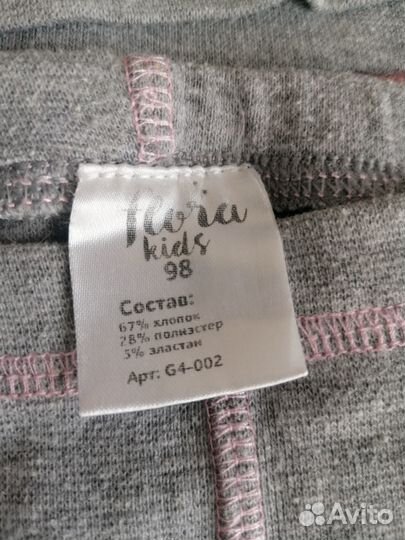 flora
kids
98
Состав:
67% хлопок
28% полиэстер
5% эластан
Арт: G4-002
Avito